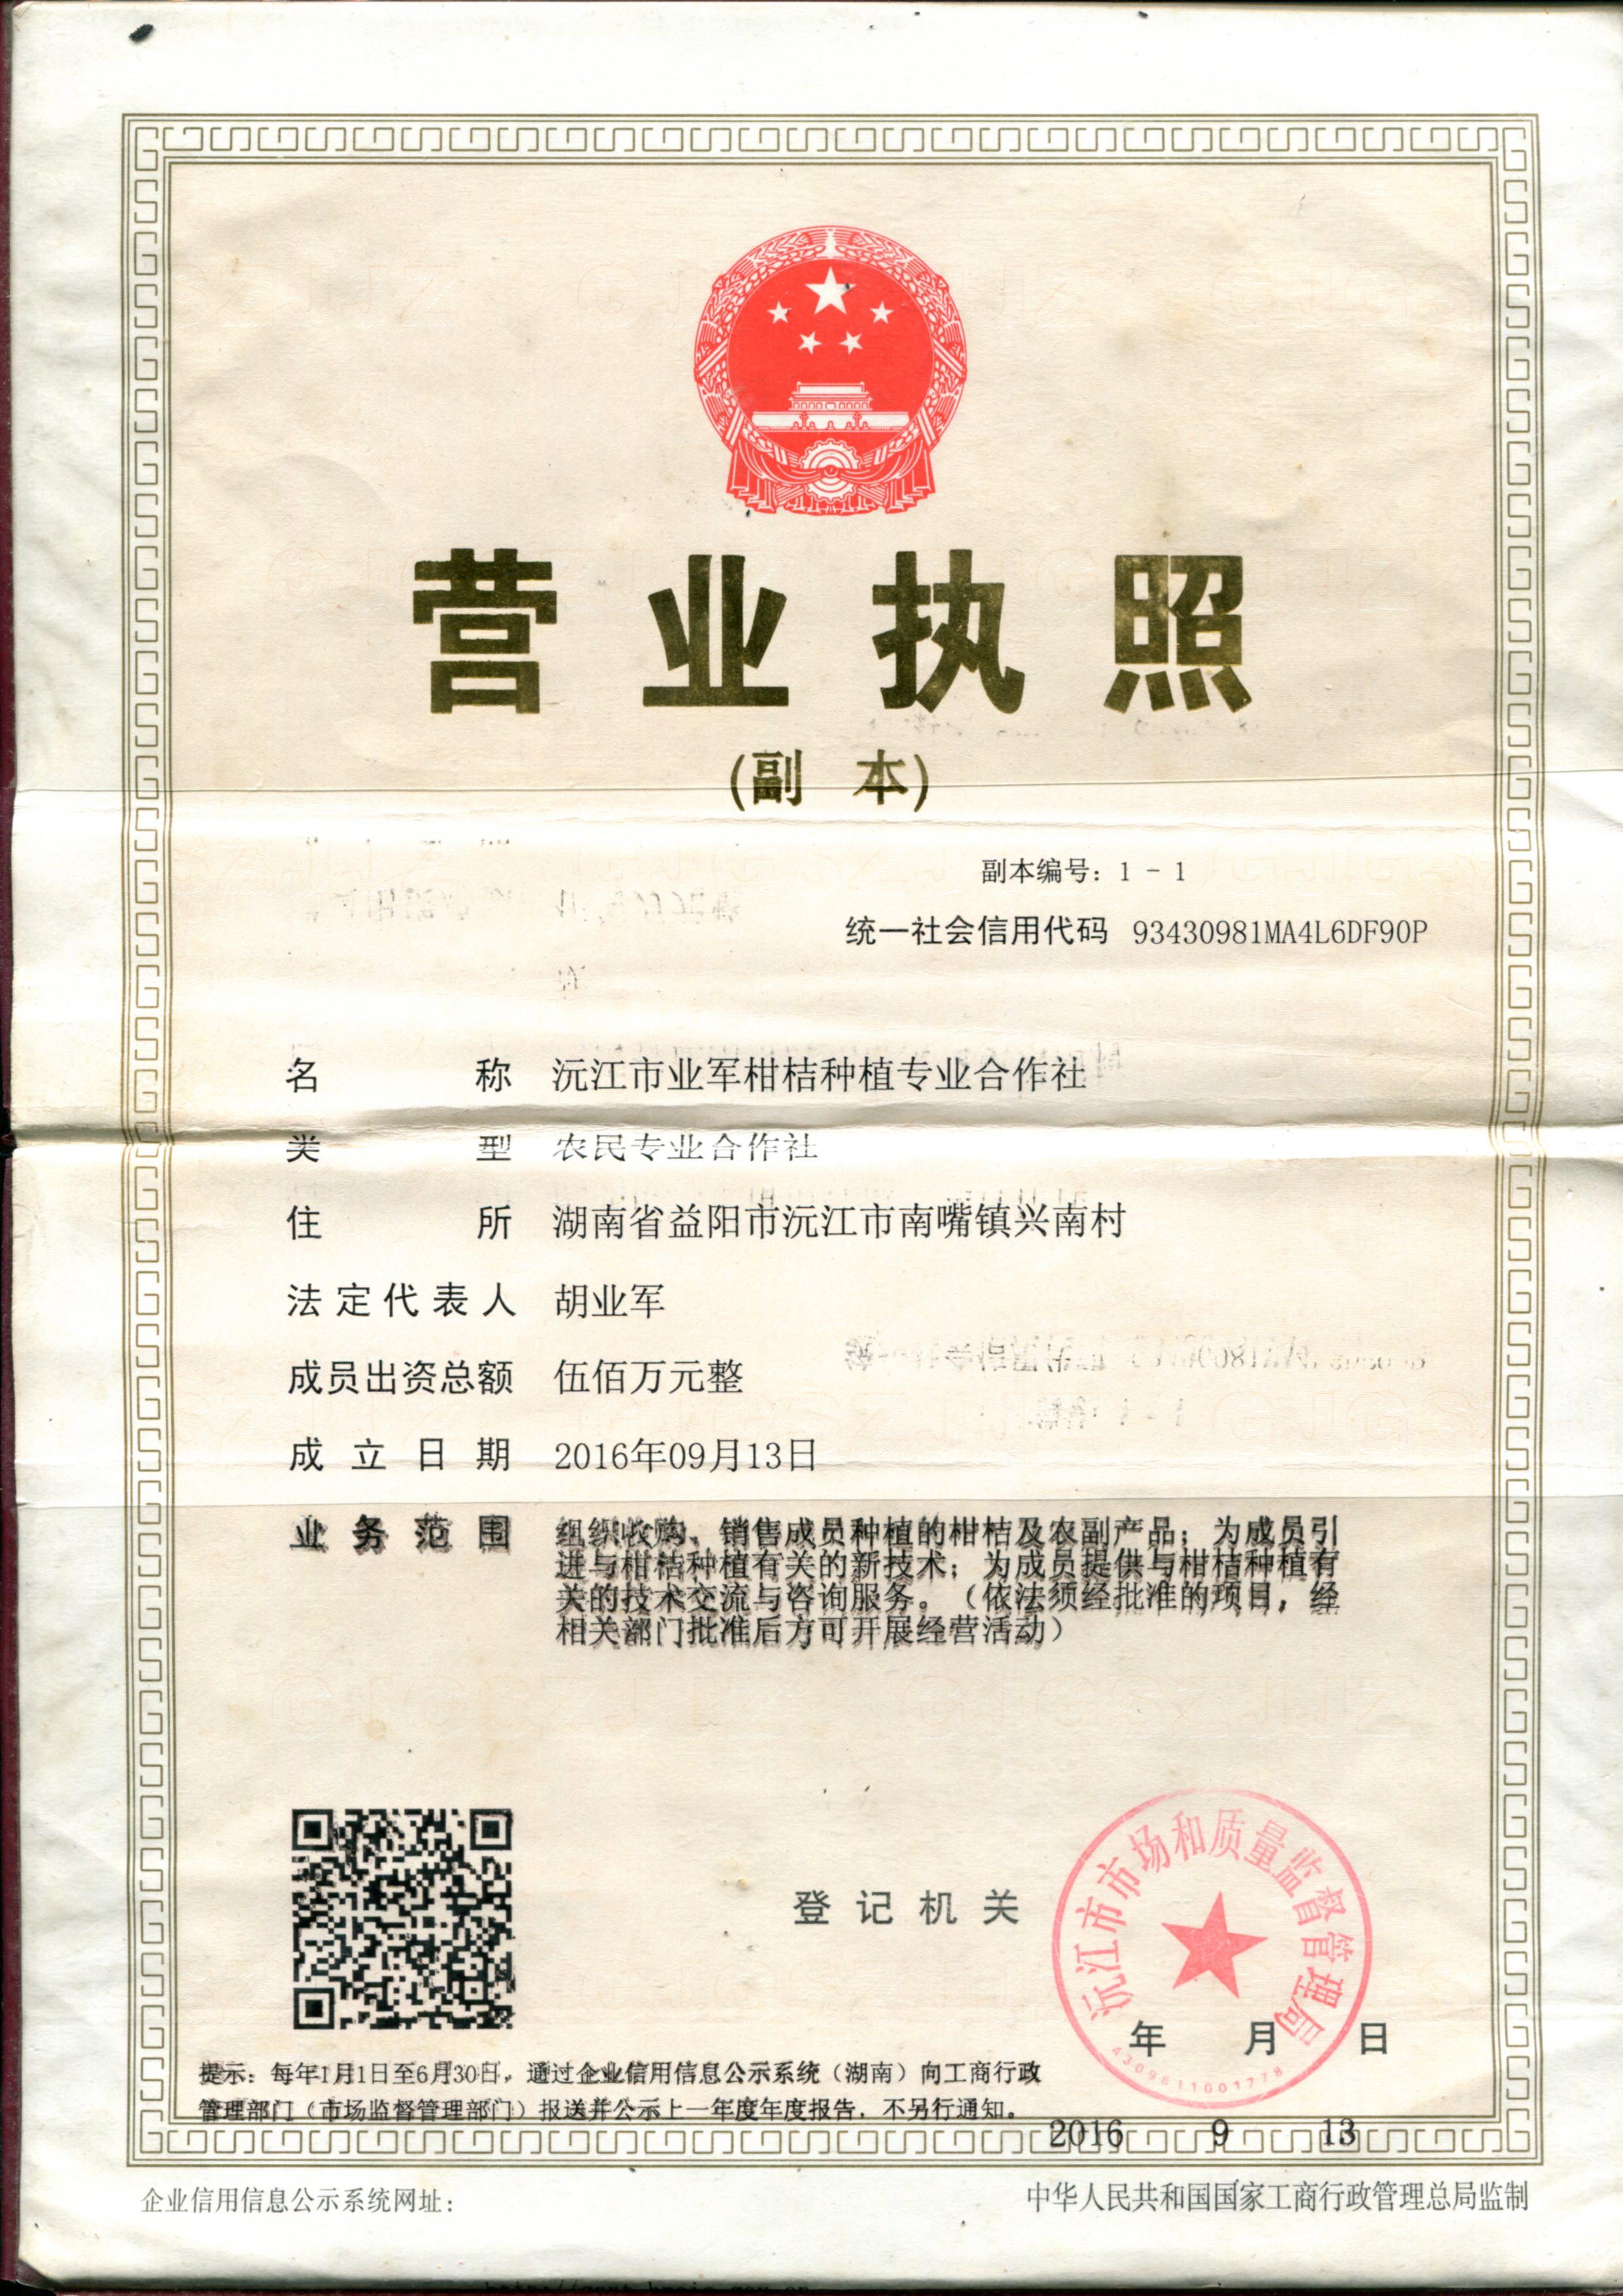 营业执照
(副 本)
副本编号：1 - 1
统一社会信用代码 93430981MA4L6DF90P
名 称 沅江市业军柑桔种植专业合作社
类 型 农民专业合作社
住 所 湖南省益阳市沅江市南嘴镇兴南村
法定代表人 胡业军
成员出资总额 伍佰万元整
成立日期 2016年09月13日
业务范围 组织收购、销售成员种植的柑桔及农副产品；为成员引
进与柑桔种植有关的新技术；为成员提供与柑桔种植有
关的技术交流与咨询服务。（依法须经批准的项目，经
相关部门批准后方可开展经营活动）
登记机关
沅江市市场和质量监督管理局
年 月 日
4309811001778
提示：每年1月1日至6月30日，通过企业信用信息公示系统（湖南）向工商行政
管理部门（市场监督管理部门）报送并公示上一年度年度报告，不另行通知。
2016 9 13
企业信用信息公示系统网址：
中华人民共和国国家工商行政管理总局监制